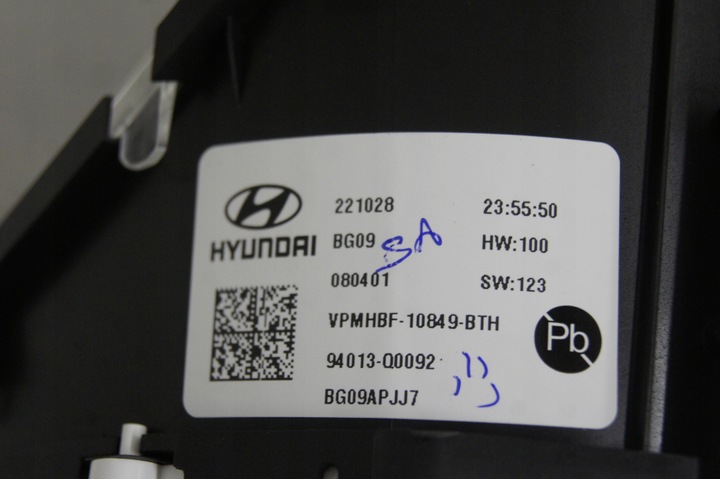 221028 23:55:50
HYUNDAI BG09 SA HW:100
080401 SW:123
VPMHBF-10849-BTH
Pb
94013-Q0092
BG09APJJ7